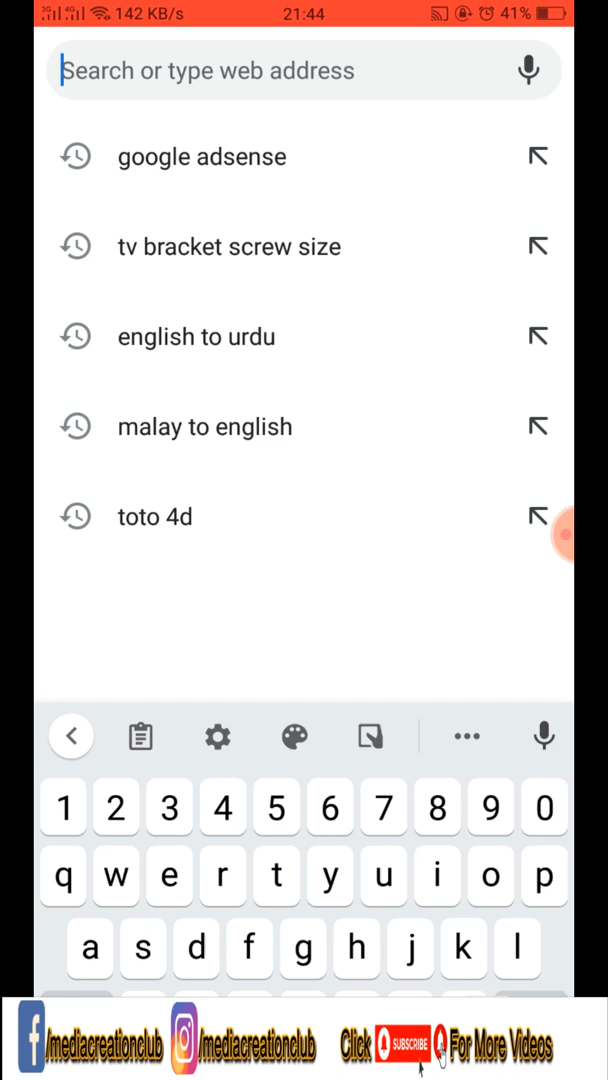 3G 4G 142 KB/s 21:44 41%
Search or type web address
google adsense
tv bracket screw size
english to urdu
malay to english
toto 4d
1 2 3 4 5 6 7 8 9 0
q w e r t y u i o p
a s d f g h j k l
f /mediacreationclub /mediacreationclub Click SUBSCRIBE For More Videos